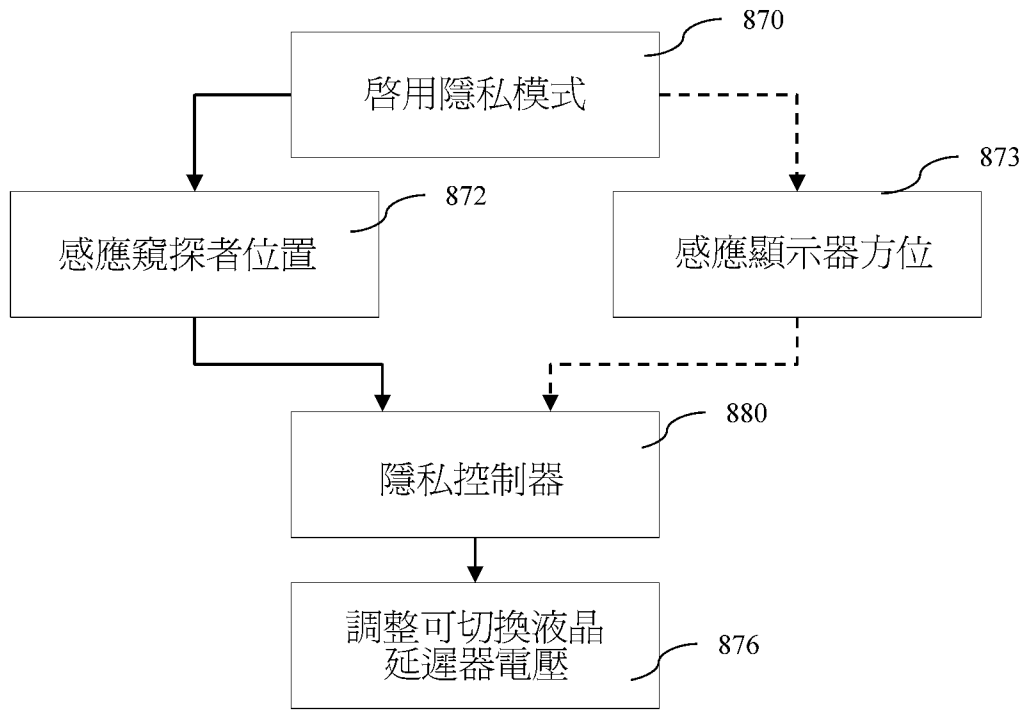 870
啓用隱私模式
872
感應窺探者位置
873
感應顯示器方位
880
隱私控制器
調整可切換液晶
延遲器電壓
876